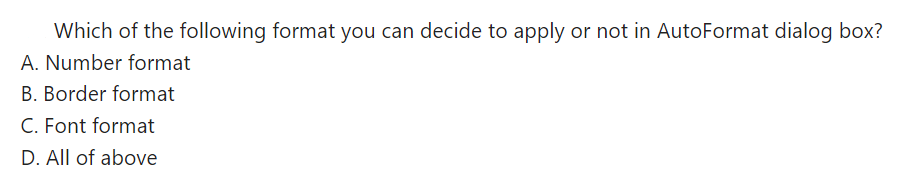 Which of the following format you can decide to apply or not in AutoFormat dialog box?
A. Number format
B. Border format
C. Font format
D. All of above